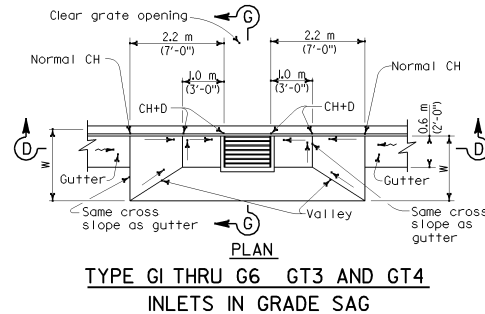 Clear grate opening
G
2.2 m
(7'-0")
2.2 m
(7'-0")
Normal CH
1.0 m
(3'-0")
CH+D
1.0 m
(3'-0")
Normal CH
0.6 m
(2'-0")
D
D
W
W
Gutter
Gutter
Same cross
slope as gutter
G
Valley
Same cross
slope as
gutter
PLAN
TYPE G1 THRU G6 GT3 AND GT4
INLETS IN GRADE SAG